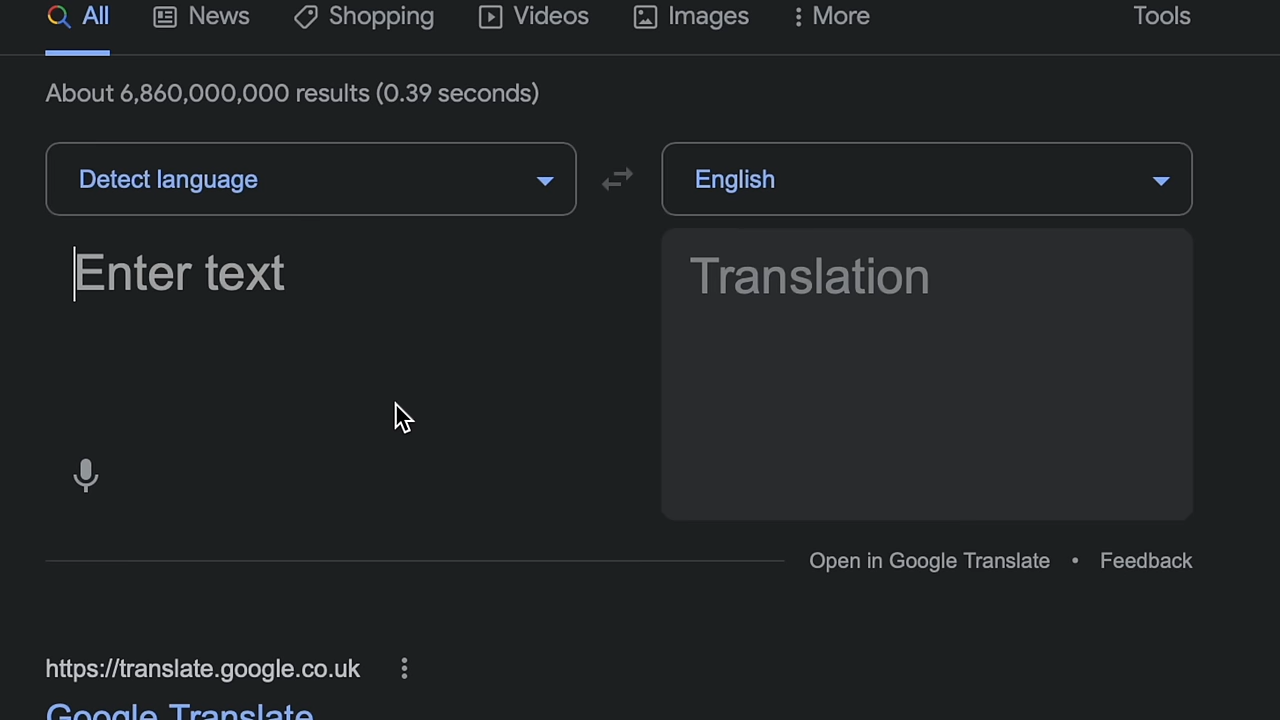 All News Shopping Videos Images More Tools
About 6,860,000,000 results (0.39 seconds)
Detect language English
Enter text Translation
Open in Google Translate • Feedback
https://translate.google.co.uk
Google Translate